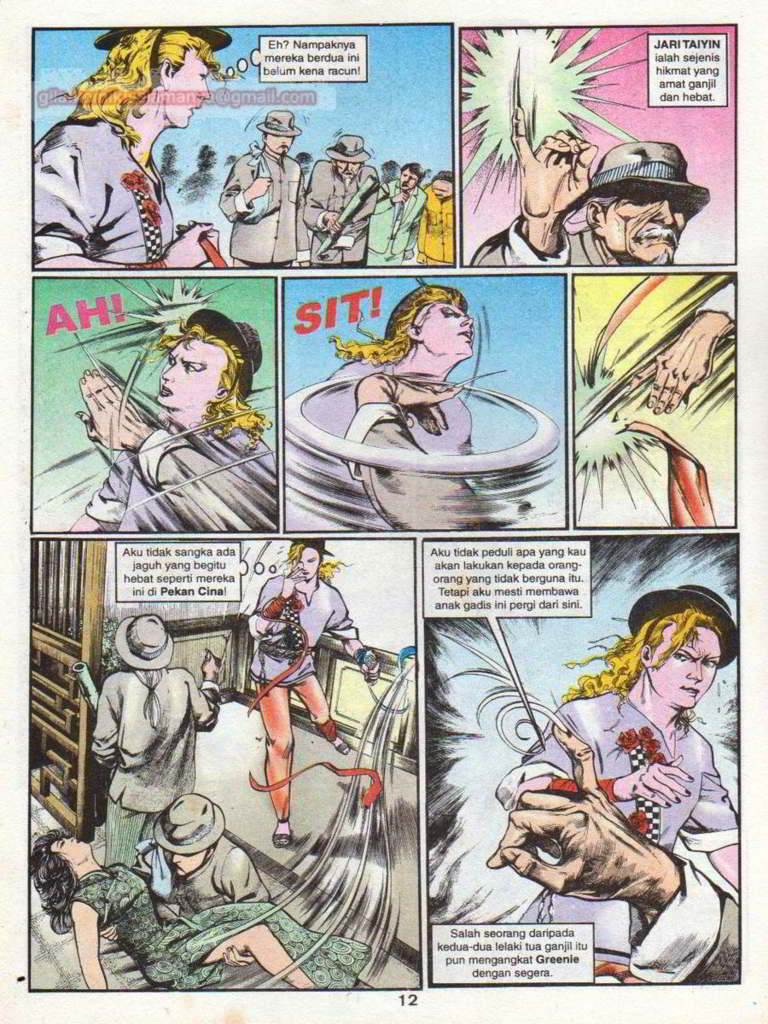 Eh? Nampaknya
mereka berdua ini
belum kena racun!
JARI TAIYIN
ialah sejenis
hikmat yang
amat ganjil
dan hebat.
AH!
SIT!
Aku tidak sangka ada
jaguh yang begitu
hebat seperti mereka
ini di Pekan Cina!
Aku tidak peduli apa yang kau
akan lakukan kepada orang-
orang yang tidak berguna itu.
Tetapi aku mesti membawa
anak gadis ini pergi dari sini.
Salah seorang daripada
kedua-dua lelaki tua ganjil itu
pun mengangkat Greenie
dengan segera.
12